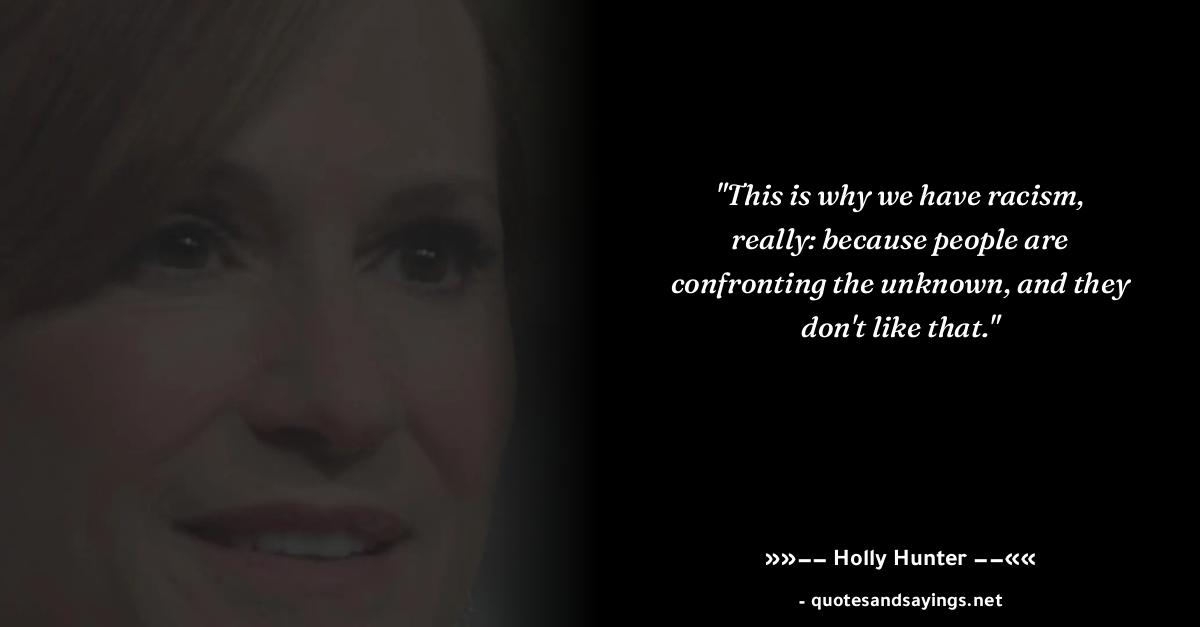 "This is why we have racism,
really: because people are
confronting the unknown, and they
don't like that."
»»–– Holly Hunter ––««
- quotesandsayings.net